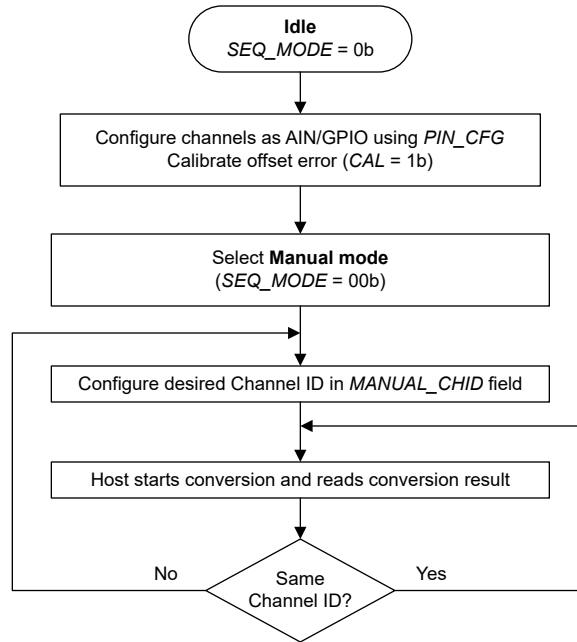 Idle
SEQ_MODE = 0b
Configure channels as AIN/GPIO using PIN_CFG
Calibrate offset error (CAL = 1b)
Select Manual mode
(SEQ_MODE = 00b)
Configure desired Channel ID in MANUAL_CHID field
Host starts conversion and reads conversion result
No
Same
Channel ID?
Yes